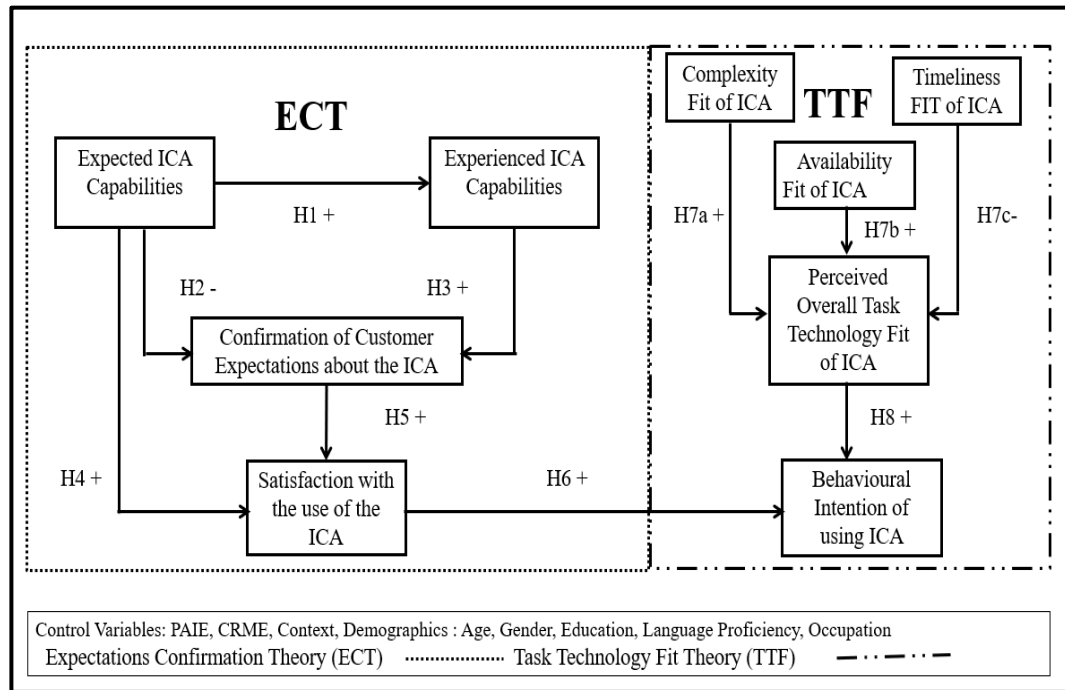 ECT
Expected ICA
Capabilities
H1 +
Experienced ICA
Capabilities
H2 -
H3 +
Confirmation of Customer
Expectations about the ICA
H5 +
H4 +
Satisfaction with
the use of the
ICA
H6 +
TTF
Complexity
Fit of ICA
Timeliness
FIT of ICA
Availability
Fit of ICA
H7a +
H7b +
H7c-
Perceived
Overall Task
Technology Fit
of ICA
H8 +
Behavioural
Intention of
using ICA
Control Variables: PAIE, CRME, Context, Demographics : Age, Gender, Education, Language Proficiency, Occupation
Expectations Confirmation Theory (ECT) Task Technology Fit Theory (TTF)